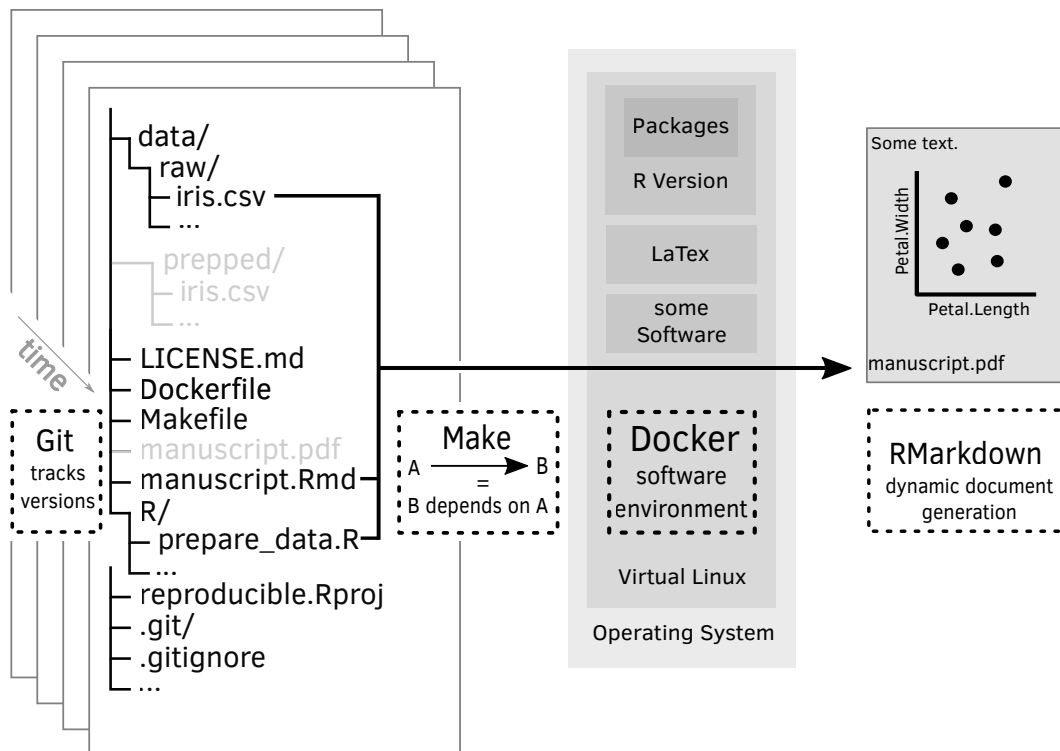 data/
raw/
iris.csv
...
prepped/
iris.csv
...
time
LICENSE.md
Dockerfile
Makefile
manuscript.pdf
manuscript.Rmd
R/
prepare_data.R
...
reproducible.Rproj
.git/
.gitignore
...
Git
tracks
versions
Make
A B
=
B depends on A
Packages
R Version
LaTex
some
Software
Docker
software
environment
Virtual Linux
Operating System
Some text.
Petal.Width
Petal.Length
manuscript.pdf
RMarkdown
dynamic document
generation